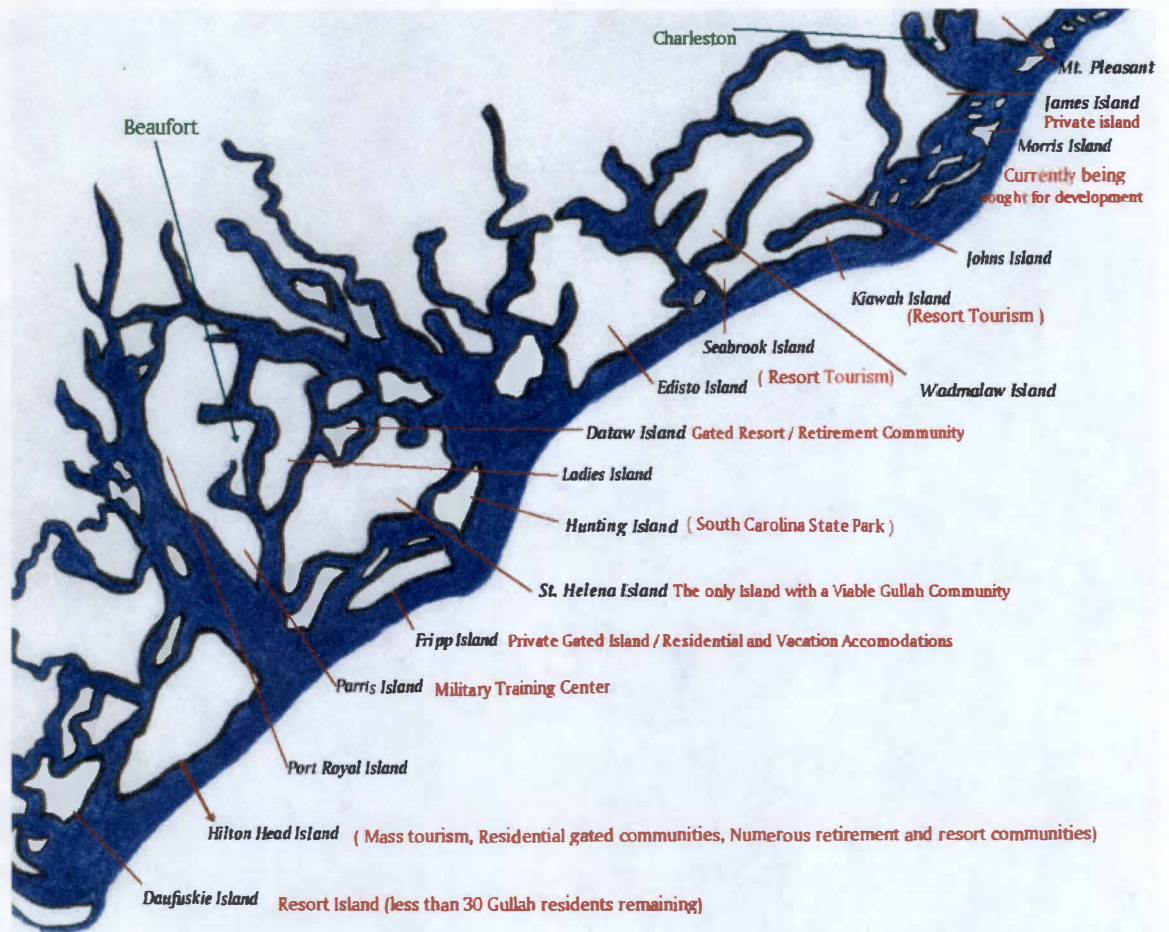 Charleston
Mt. Pleasant
James Island
Private island
Morris Island
Currently being
ought for development
Beaufort
Johns Island
Kiawah Island
(Resort Tourism )
Seabrook Island
Edisto Island ( Resort Tourism)
Wadmalaw Island
Dataw Island Gated Resort / Retirement Community
Ladies Island
Hunting Island ( South Carolina State Park )
St. Helena Island The only Island with a Viable Gullah Community
Fripp Island Private Gated Island / Residential and Vacation Accomodations
Parris Island Military Training Center
Port Royal Island
Hilton Head Island ( Mass tourism, Residential gated communities, Numerous retirement and resort communities)
Daufuskie Island Resort Island (less than 30 Gullah residents remaining)